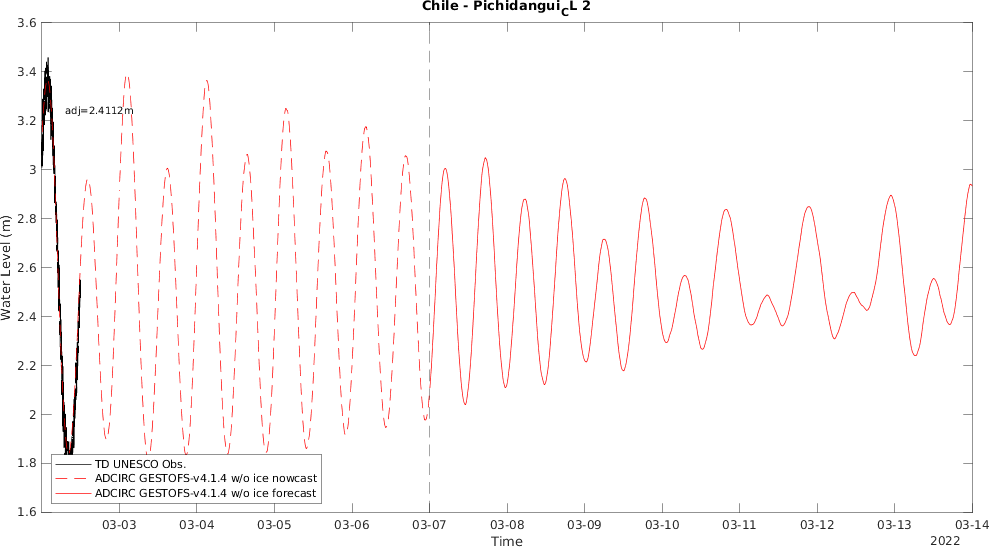 Chile - PichidanguiCL 2
3.6
3.4
3.2
3
2.8
2.6
2.4
2.2
2
1.8
1.6
Water Level (m)
adj=2.4112m
TD UNESCO Obs.
ADCIRC GESTOFS-v4.1.4 w/o ice nowcast
ADCIRC GESTOFS-v4.1.4 w/o ice forecast
03-03 03-04 03-05 03-06 03-07 03-08 03-09 03-10 03-11 03-12 03-13 03-14
Time
2022